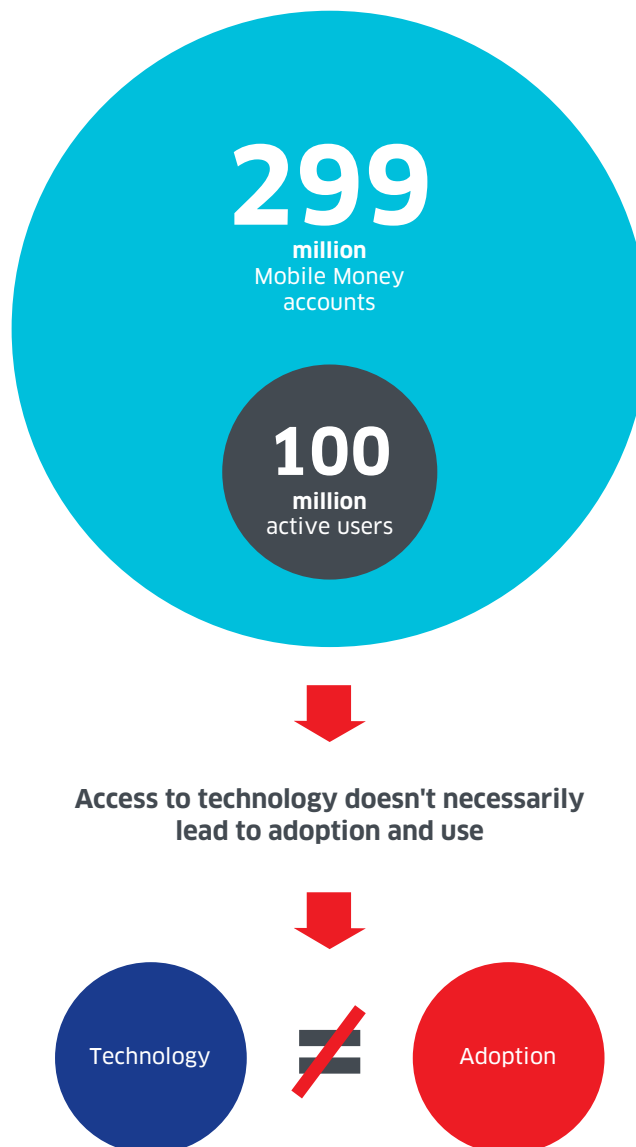 299
million
Mobile Money
accounts
100
million
active users
Access to technology doesn't necessarily
lead to adoption and use
Technology
≠
Adoption